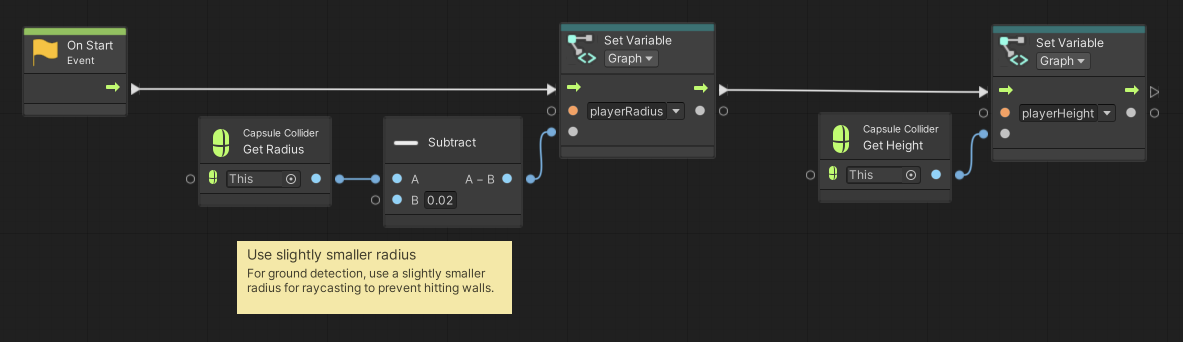 On Start
Event
Set Variable
Graph
playerRadius
Set Variable
Graph
playerHeight
Capsule Collider
Get Radius
This
Subtract
A
A – B
B
0.02
Capsule Collider
Get Height
This
Use slightly smaller radius
For ground detection, use a slightly smaller
radius for raycasting to prevent hitting walls.